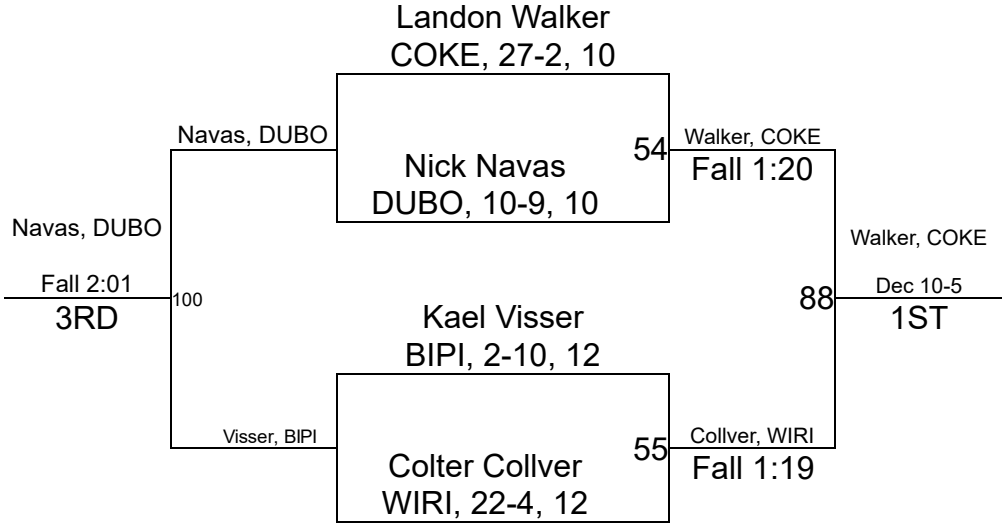 Landon Walker
COKE, 27-2, 10
Navas, DUBO
Nick Navas
DUBO, 10-9, 10
54
Walker, COKE
Fall 1:20
Navas, DUBO
Fall 2:01
3RD
100
Walker, COKE
88
Dec 10-5
1ST
Kael Visser
BIPI, 2-10, 12
Visser, BIPI
Colter Collver
WIRI, 22-4, 12
55
Collver, WIRI
Fall 1:19